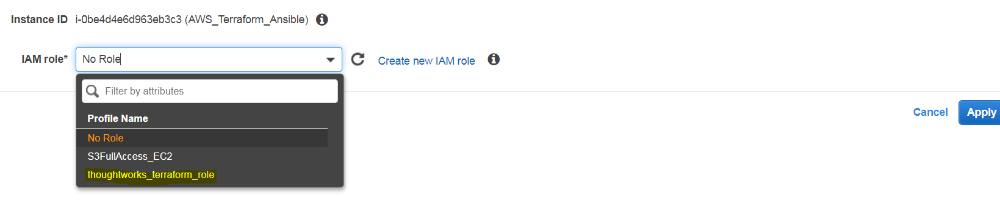 Instance ID i-0be4d4e6d963eb3c3 (AWS_Terraform_Ansible)
IAM role* No Role Create new IAM role
Filter by attributes
Profile Name
No Role
S3FullAccess_EC2
thoughtworks_terraform_role
Cancel Apply